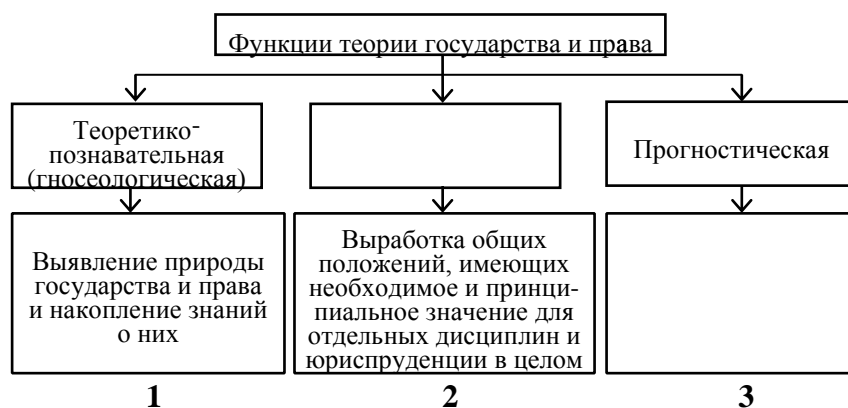 Функции теории государства и права
Теоретико-
познавательная
(гносеологическая)
Прогностическая
Выявление природы
государства и права
и накопление знаний
о них
Выработка общих
положений, имеющих
необходимое и принци-
пиальное значение для
отдельных дисциплин и
юриспруденции в целом
1
2
3